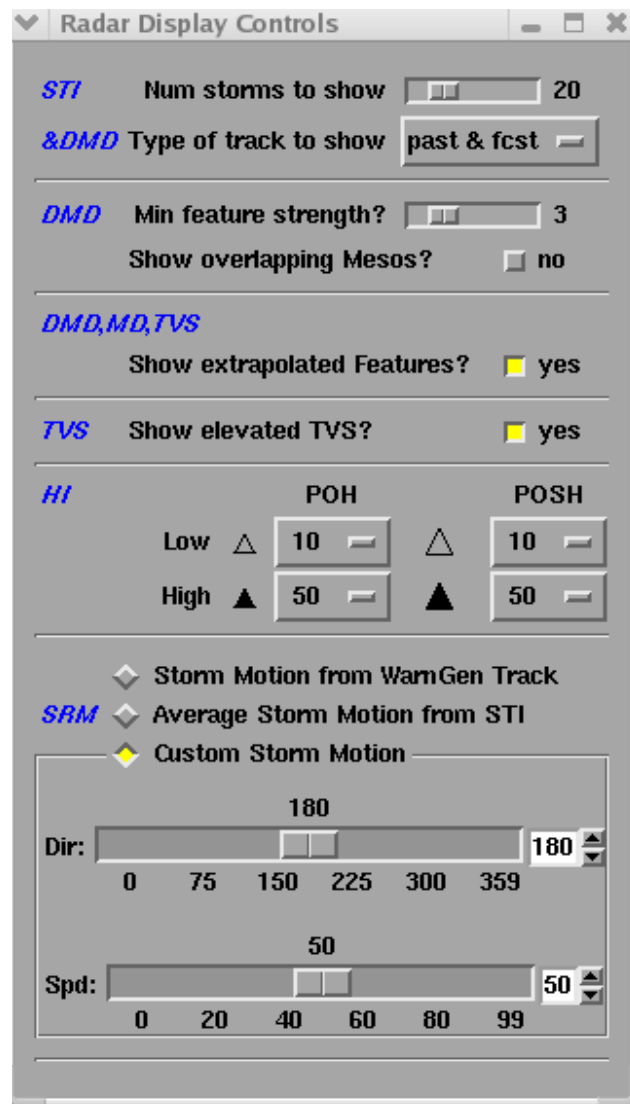 Radar Display Controls
STI Num storms to show 20
&DMD Type of track to show past & fcst
DMD Min feature strength? 3
Show overlapping Mesos? no
DMD,MD,TVS
Show extrapolated Features? yes
TVS Show elevated TVS? yes
HI POH POSH
Low 10 10
High 50 50
Storm Motion from WarnGen Track
SRM Average Storm Motion from STI
Custom Storm Motion
180
Dir: 180
0 75 150 225 300 359
50
Spd: 50
0 20 40 60 80 99